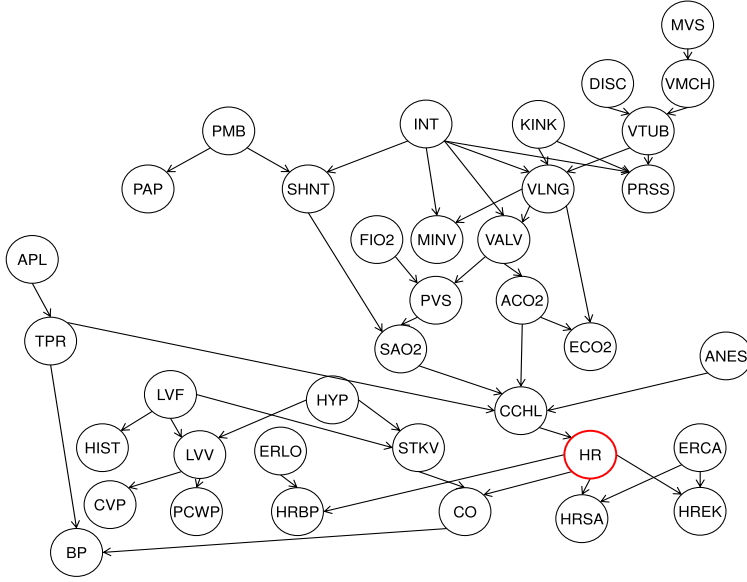 MVS
DISC
VMCH
PMB
INT
KINK
VTUB
PAP
SHNT
VLNG
PRSS
FIO2
MINV
VALV
APL
PVS
ACO2
TPR
SAO2
ECO2
ANES
LVF
HYP
CCHL
HIST
LVV
ERLO
STKV
HR
ERCA
CVP
PCWP
HRBP
CO
HRSA
HREK
BP